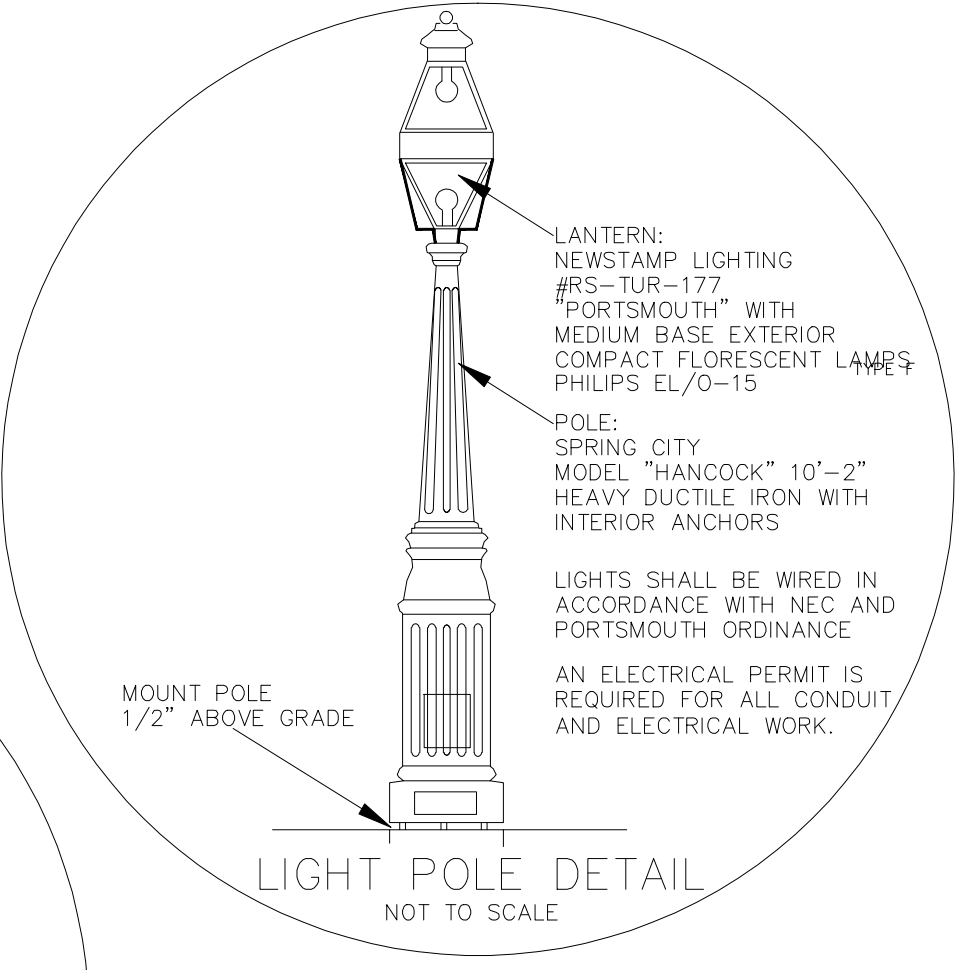 LANTERN:
NEWSTAMP LIGHTING
#RS-TUR-177
"PORTSMOUTH" WITH
MEDIUM BASE EXTERIOR
COMPACT FLORESCENT LAMPS
TYPE F
PHILIPS EL/O-15
POLE:
SPRING CITY
MODEL "HANCOCK" 10'-2"
HEAVY DUCTILE IRON WITH
INTERIOR ANCHORS
LIGHTS SHALL BE WIRED IN
ACCORDANCE WITH NEC AND
PORTSMOUTH ORDINANCE
AN ELECTRICAL PERMIT IS
REQUIRED FOR ALL CONDUIT
AND ELECTRICAL WORK.
MOUNT POLE
1/2" ABOVE GRADE
LIGHT POLE DETAIL
NOT TO SCALE